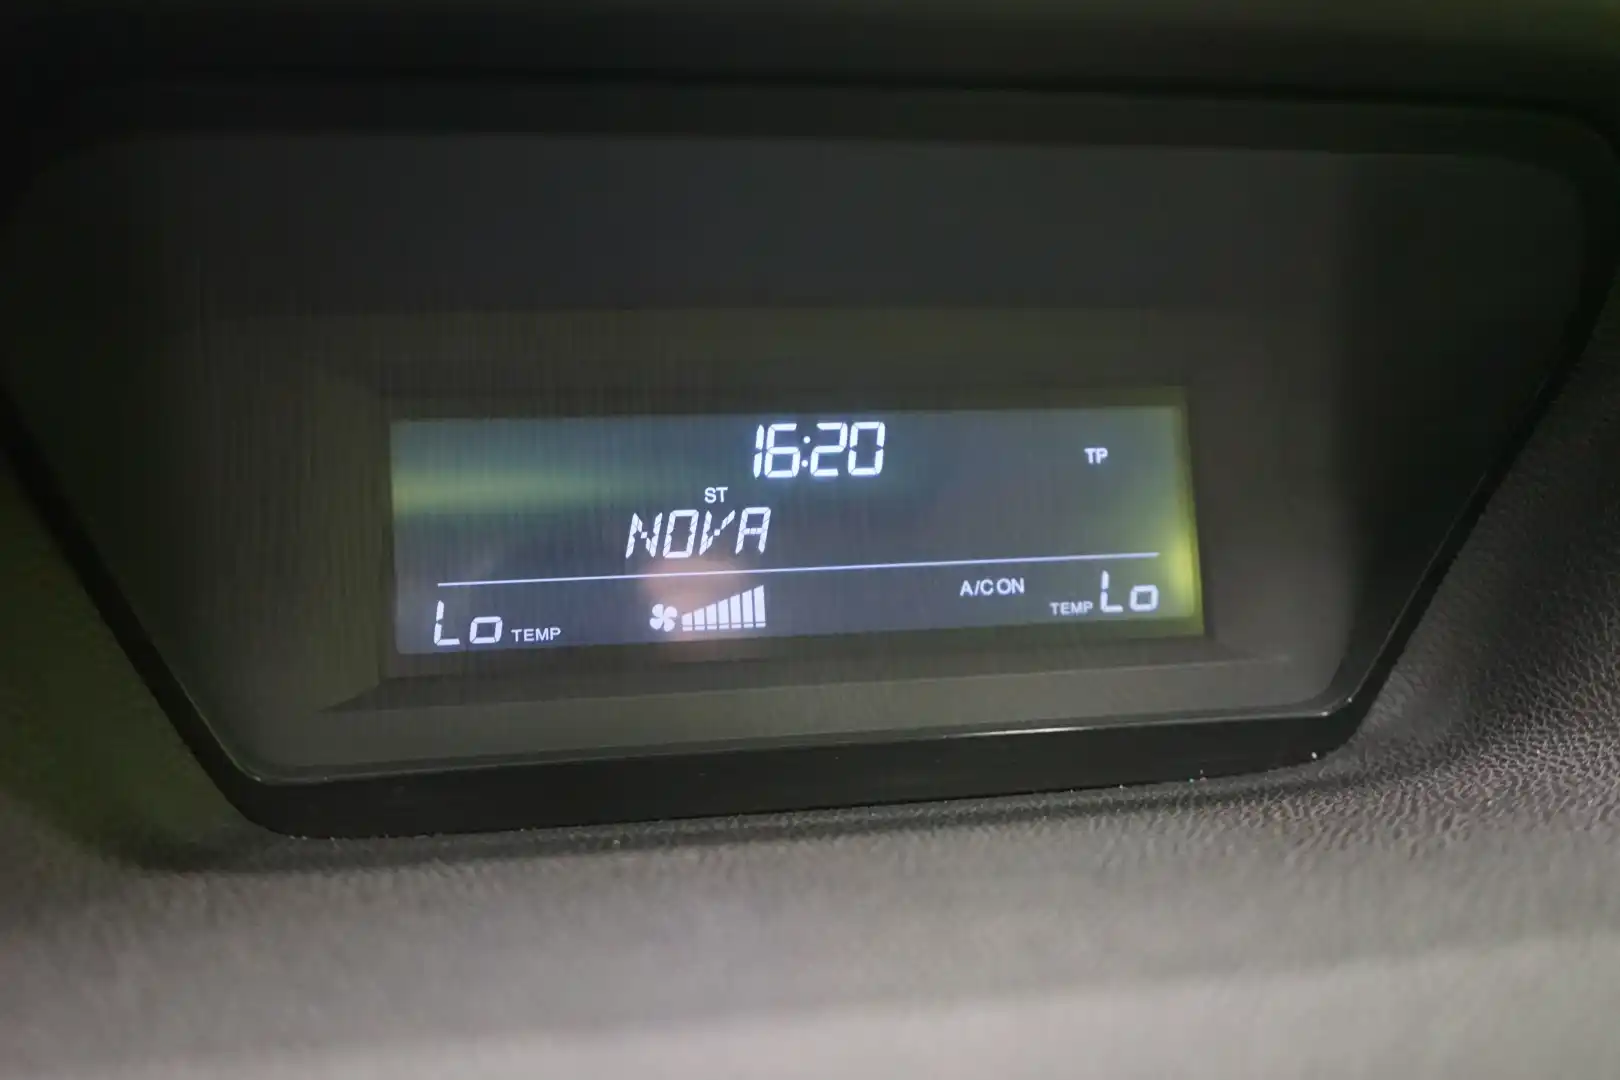 16:20
TP
ST
NOVA
Lo TEMP
A/C ON
TEMP Lo